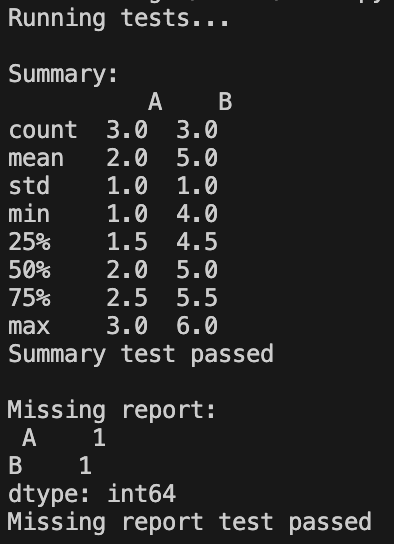 Running tests...
Summary:
A B
count 3.0 3.0
mean 2.0 5.0
std 1.0 1.0
min 1.0 4.0
25% 1.5 4.5
50% 2.0 5.0
75% 2.5 5.5
max 3.0 6.0
Summary test passed
Missing report:
A 1
B 1
dtype: int64
Missing report test passed